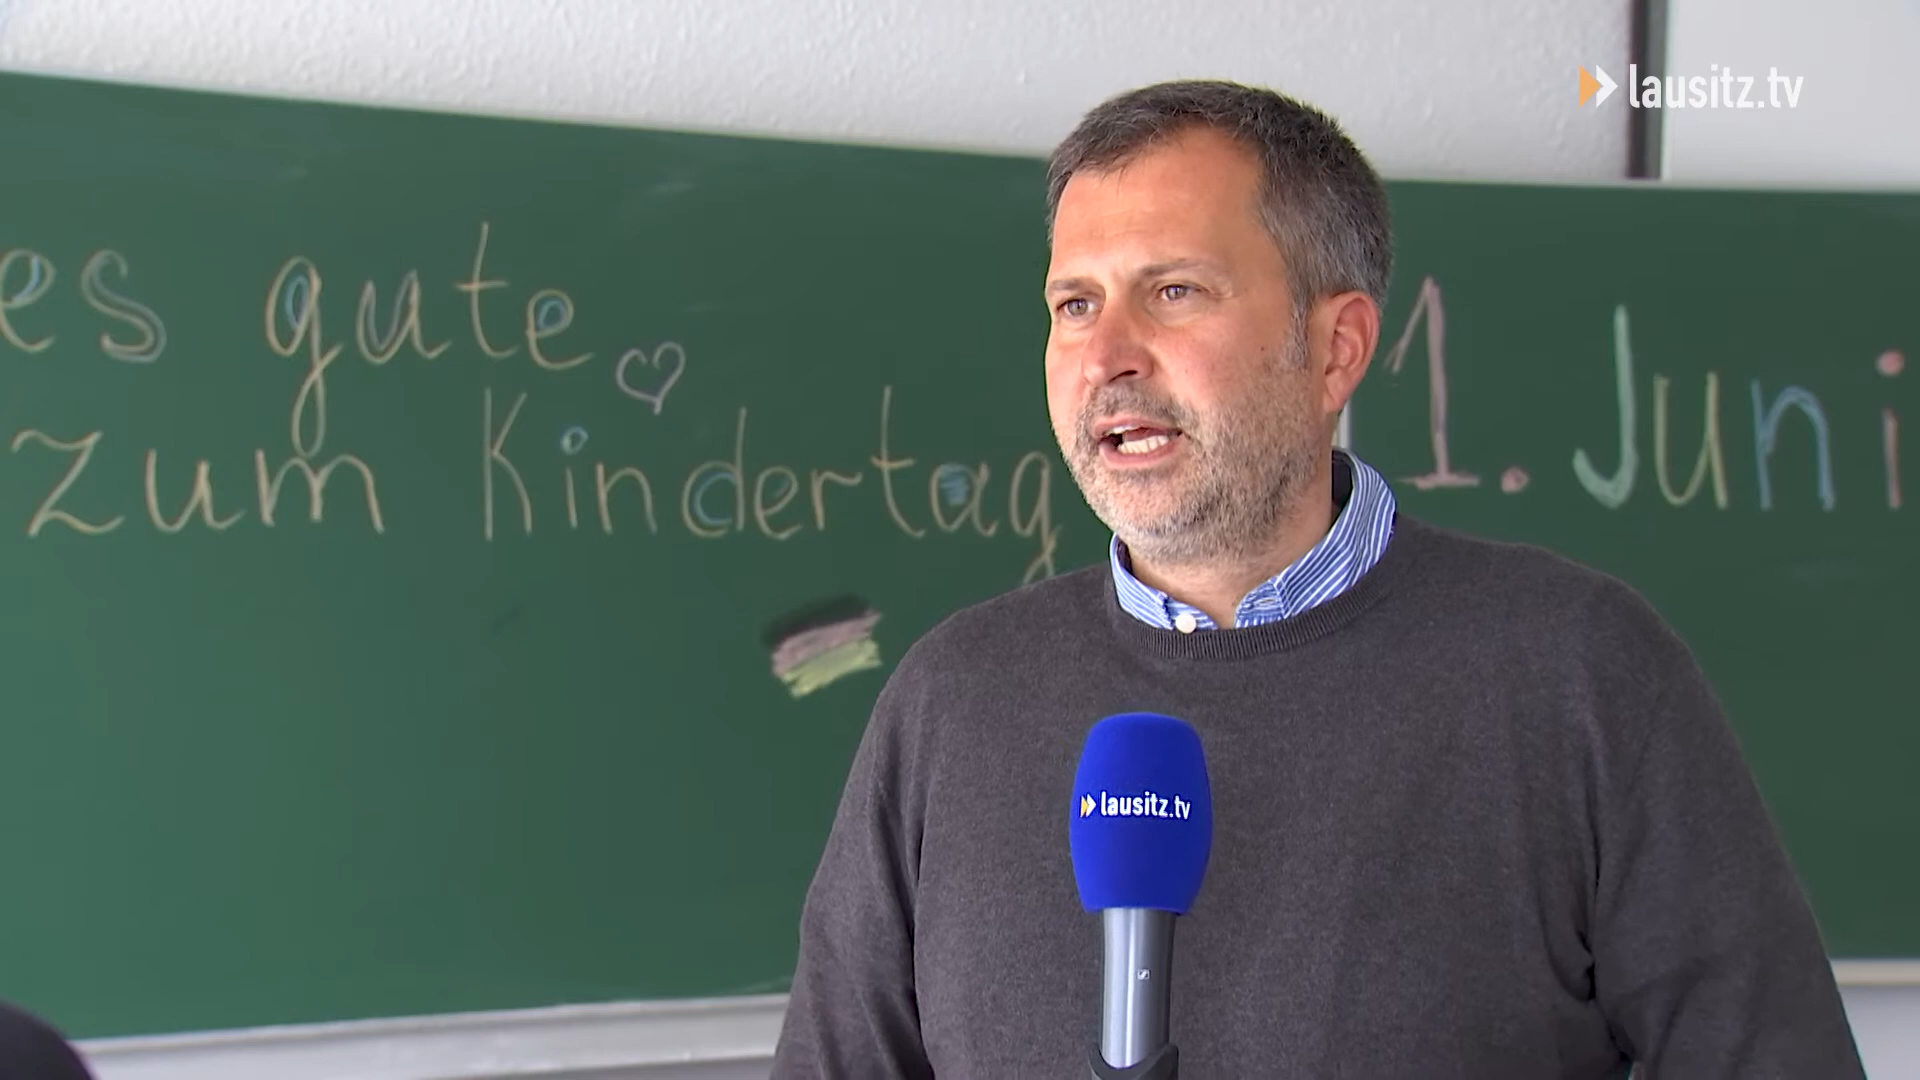 lausitz.tv
es gute
zum Kindertag
1. Juni
lausitz.tv